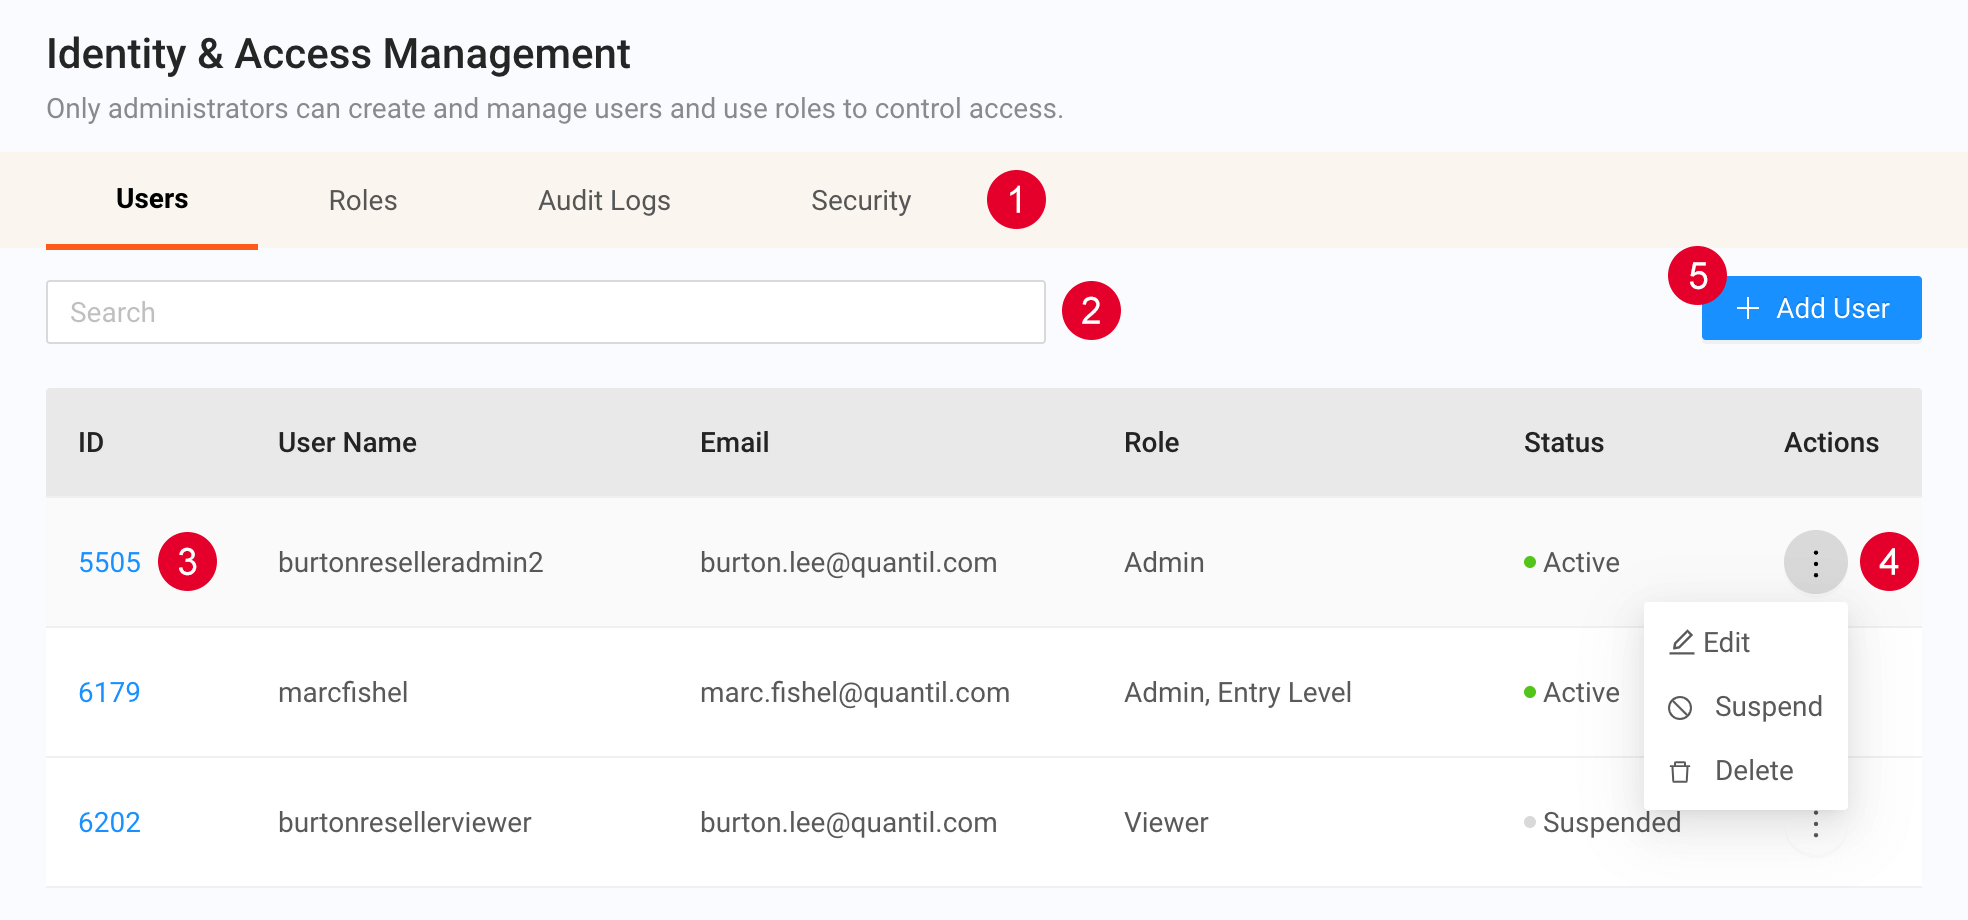 Identity & Access Management
Only administrators can create and manage users and use roles to control access.
Users Roles Audit Logs Security 1
5
Search 2 + Add User
ID User Name Email Role Status Actions
5505 3 burtonreselleradmin2 burton.lee@quantil.com Admin Active 4
Edit
6179 marcfishel marc.fishel@quantil.com Admin, Entry Level Active
Suspend
Delete
6202 burtonresellerviewer burton.lee@quantil.com Viewer Suspended